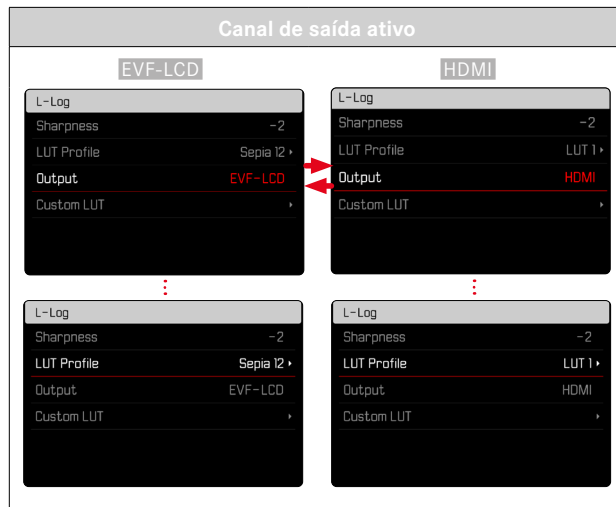 Canal de saída ativo
EVF-LCD
L-Log
Sharpness -2
LUT Profile Sepia 12
Output EVF-LCD
Custom LUT
HDMI
L-Log
Sharpness -2
LUT Profile LUT 1
Output HDMI
Custom LUT
L-Log
Sharpness -2
LUT Profile Sepia 12
Output EVF-LCD
Custom LUT
L-Log
Sharpness -2
LUT Profile LUT 1
Output HDMI
Custom LUT